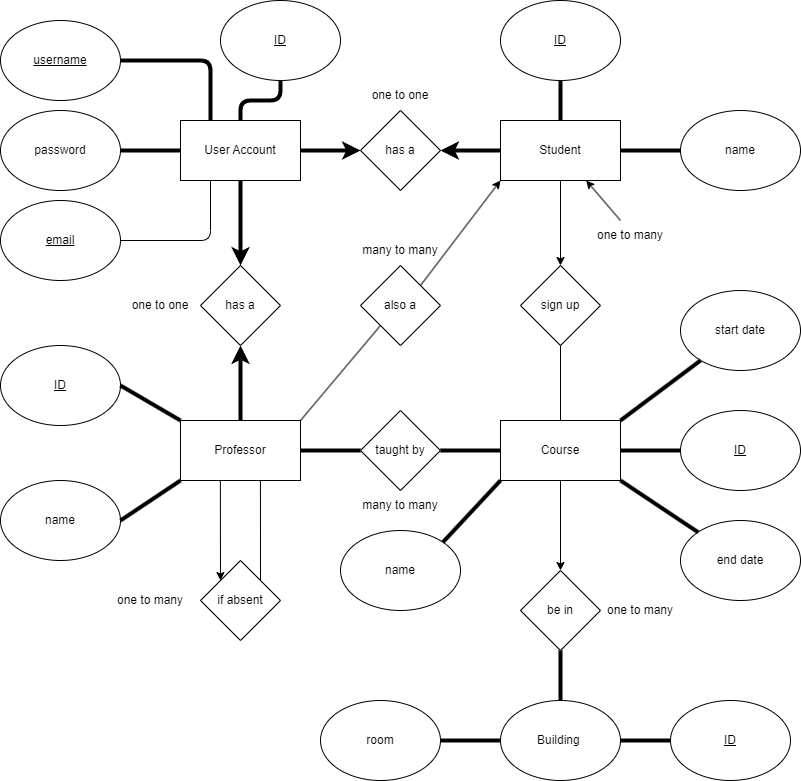 ID
ID
username
one to one
password
User Account
has a
Student
name
email
one to many
many to many
one to one
has a
also a
sign up
start date
ID
Professor
taught by
Course
ID
many to many
name
name
end date
one to many
if absent
be in
one to many
room
Building
ID